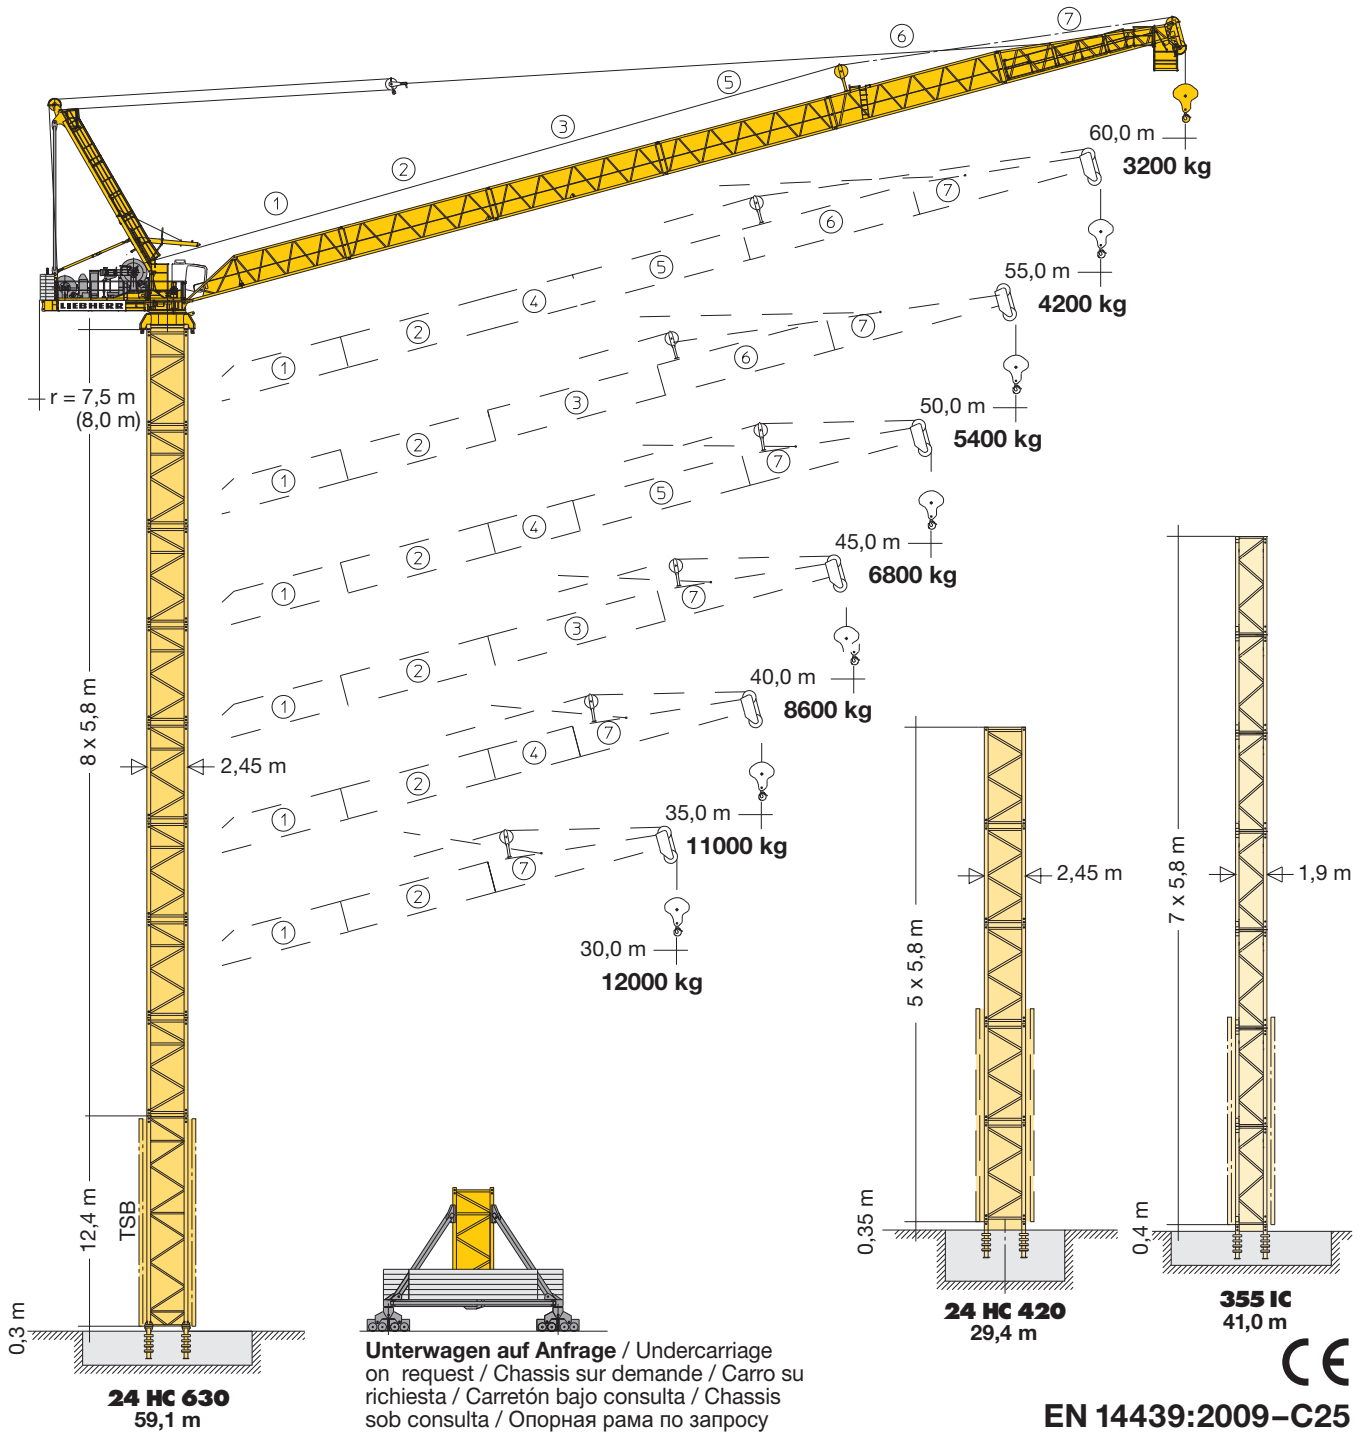 ⑦
⑥
⑤
③
②
①
60,0 m
3200 kg
LIEBHERR
① ② ④ ⑤ ⑥ ⑦
55,0 m
4200 kg
r = 7,5 m
(8,0 m)
① ② ③ ⑥ ⑦
50,0 m
5400 kg
① ② ④ ⑤ ⑦
45,0 m
6800 kg
① ② ③ ⑦
40,0 m
8600 kg
① ② ④ ⑦
35,0 m
11000 kg
① ② ⑦
30,0 m
12000 kg
8 x 5,8 m
2,45 m
12,4 m
TSB
0,3 m
24 HC 630
59,1 m
Unterwagen auf Anfrage / Undercarriage
on request / Chassis sur demande / Carro su
richiesta / Carretón bajo consulta / Chassis
sob consulta / Опорная рама по запросу
5 x 5,8 m
2,45 m
0,35 m
24 HC 420
29,4 m
7 x 5,8 m
1,9 m
0,4 m
355 IC
41,0 m
CE
EN 14439:2009–C25